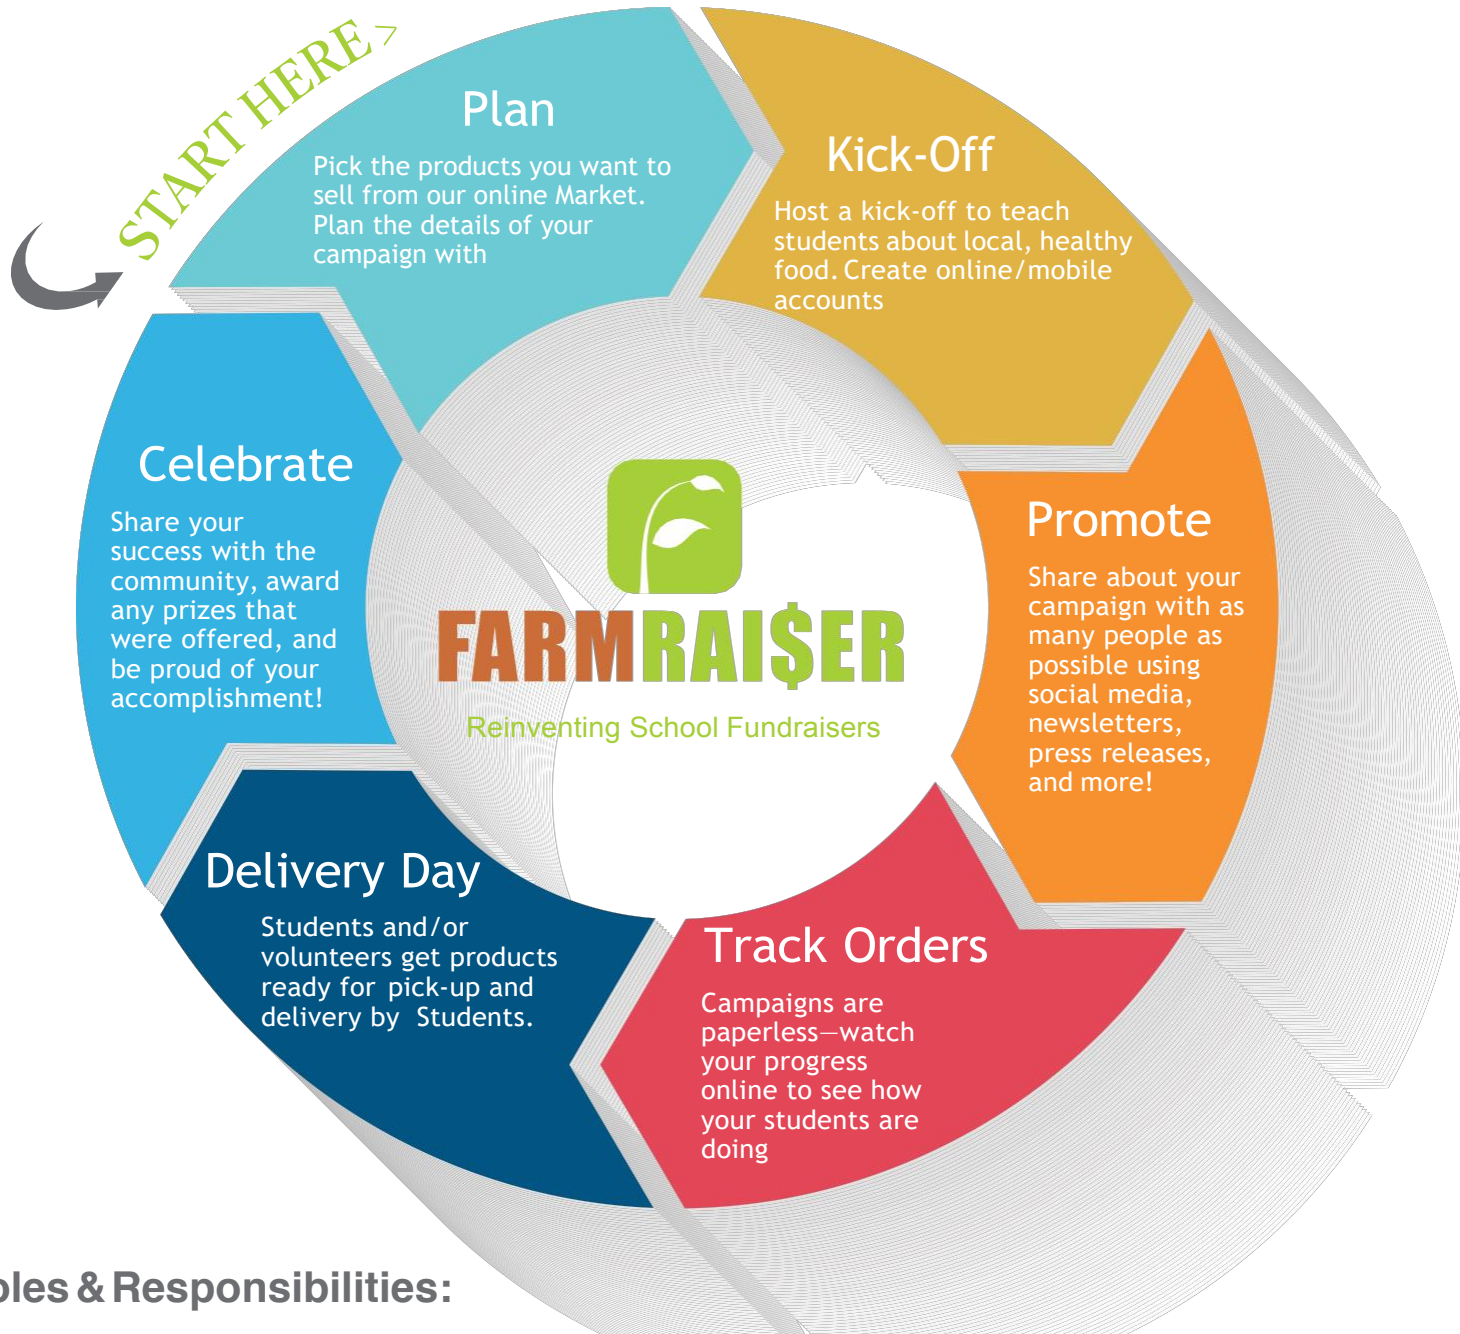 START HERE >
Plan
Pick the products you want to
sell from our online Market.
Plan the details of your
campaign with
Kick-Off
Host a kick-off to teach
students about local, healthy
food. Create online/mobile
accounts
Promote
Share about your
campaign with as
many people as
possible using
social media,
newsletters,
press releases,
and more!
Track Orders
Campaigns are
paperless—watch
your progress
online to see how
your students are
doing
Delivery Day
Students and/or
volunteers get products
ready for pick-up and
delivery by Students.
Celebrate
Share your
success with the
community, award
any prizes that
were offered, and
be proud of your
accomplishment!
FARMRAI$ER
Reinventing School Fundraisers
oles & Responsibilities: